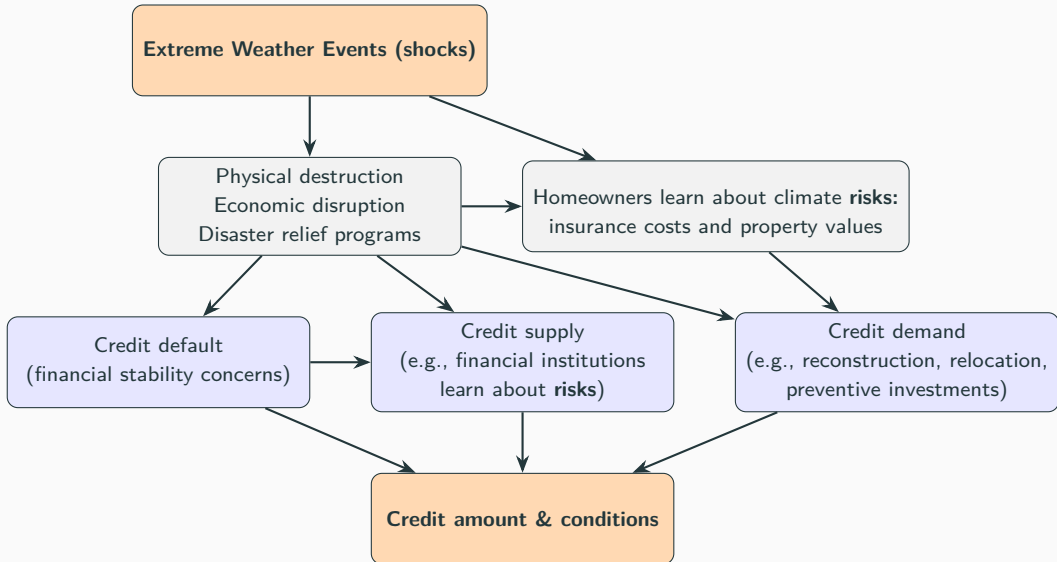 Extreme Weather Events (shocks)
Physical destruction
Economic disruption
Disaster relief programs
Homeowners learn about climate risks:
insurance costs and property values
Credit default
(financial stability concerns)
Credit supply
(e.g., financial institutions
learn about risks)
Credit demand
(e.g., reconstruction, relocation,
preventive investments)
Credit amount & conditions